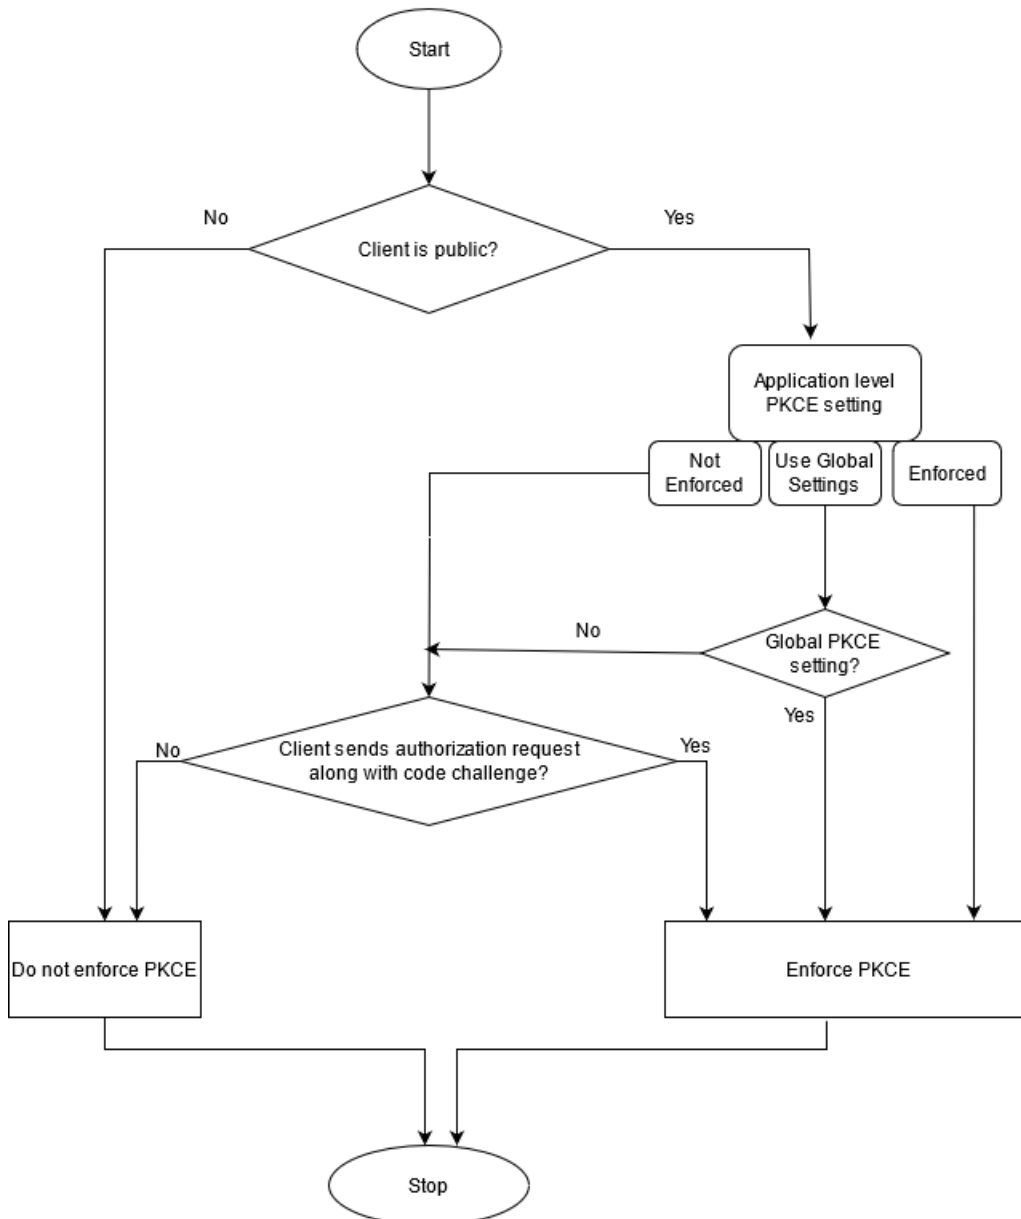 Start
No
Yes
Client is public?
Application level
PKCE setting
Not
Enforced
Use Global
Settings
Enforced
No
Global PKCE
setting?
Yes
No
Client sends authorization request
along with code challenge?
Yes
Do not enforce PKCE
Enforce PKCE
Stop